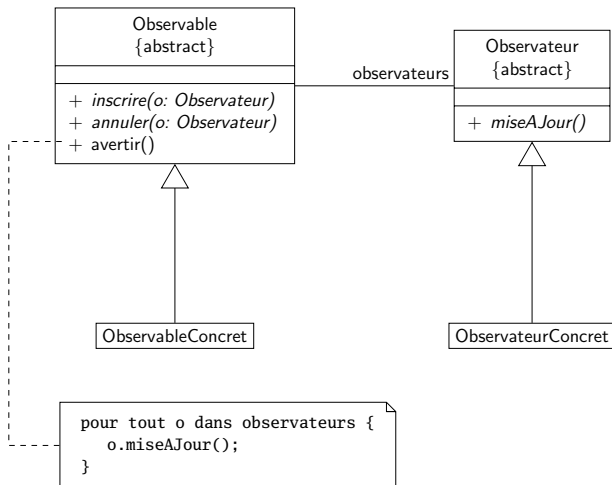 Observable
{abstract}
+ inscrire(o: Observateur)
+ annuler(o: Observateur)
+ avertir()
observateurs
Observateur
{abstract}
+ miseAJour()
ObservableConcret
ObservateurConcret
pour tout o dans observateurs {
o.miseAJour();
}